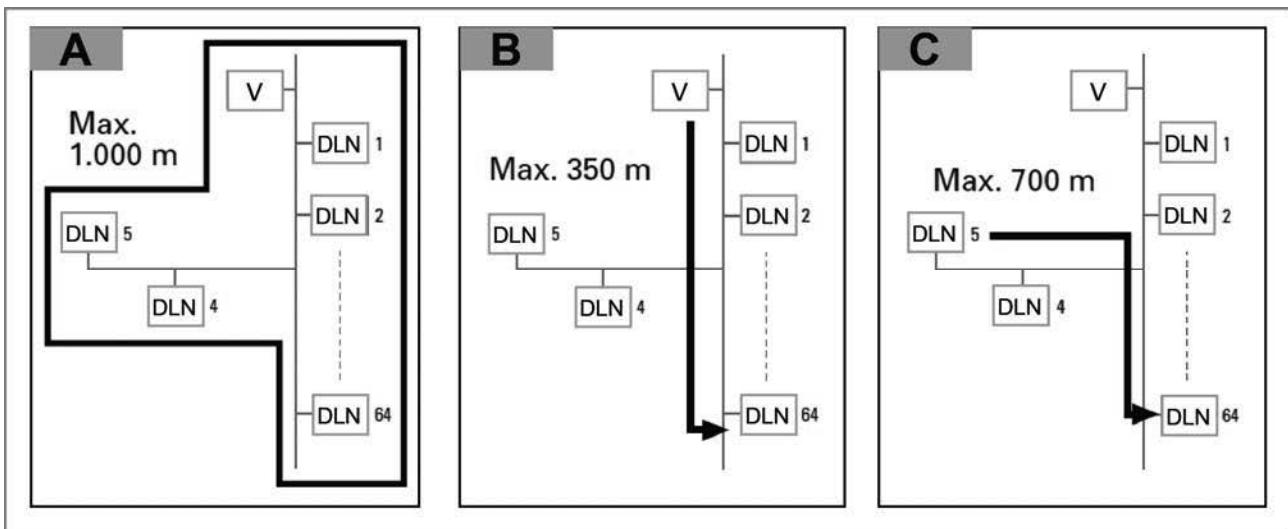 A
V
Max.
1.000 m
DLN 1
DLN 2
DLN 5
DLN 4
DLN 64
B
V
DLN 1
Max. 350 m
DLN 2
DLN 5
DLN 4
DLN 64
C
V
DLN 1
Max. 700 m
DLN 2
DLN 5
DLN 4
DLN 64